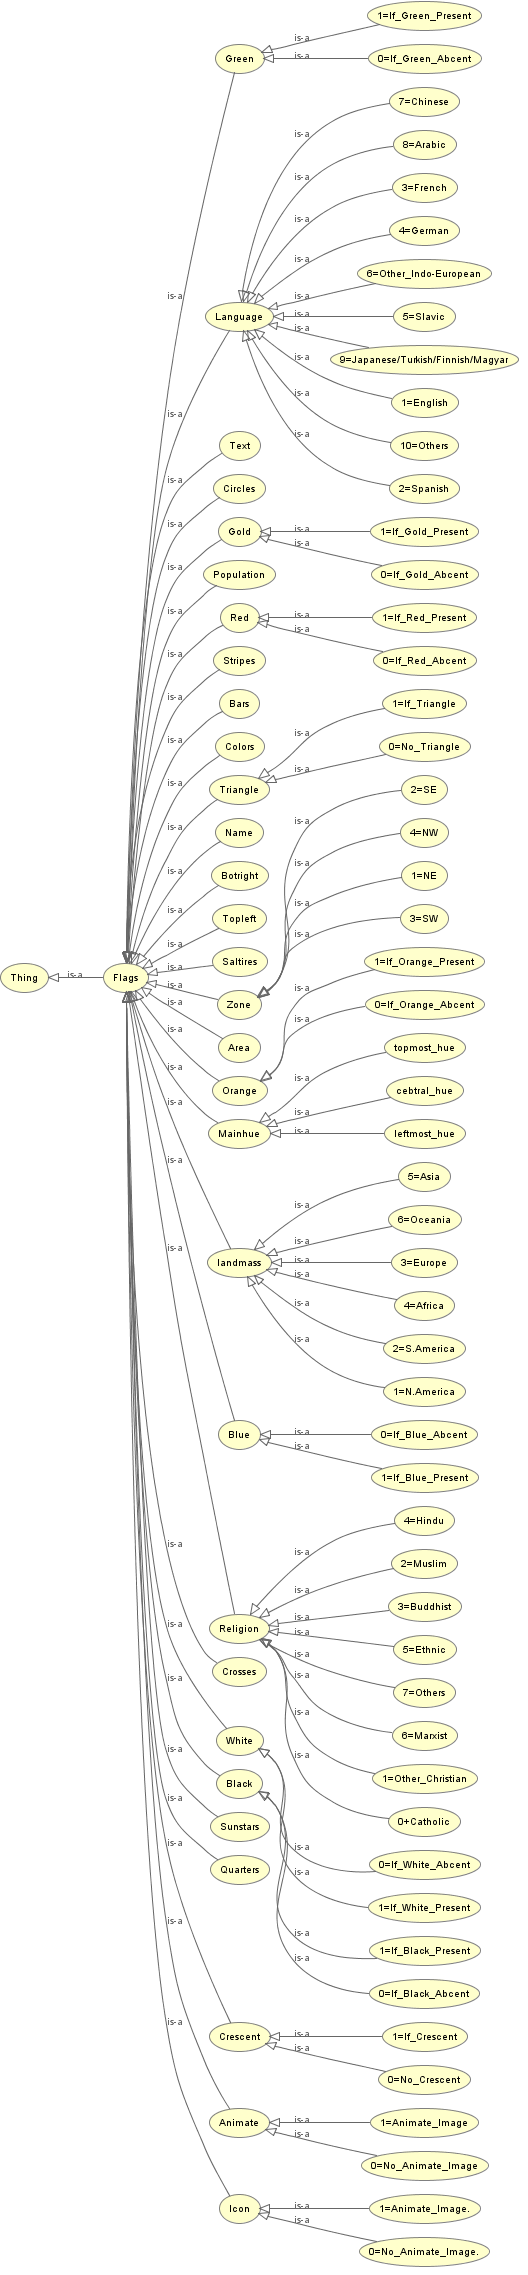 1=If_Green_Present
is-a
Green
is-a
0=If_Green_Abcent
7=Chinese
is-a
8=Arabic
is-a
3=French
is-a
4=German
is-a
6=Other_Indo-European
is-a
is-a
Language
is-a
5=Slavic
is-a
9=Japanese/Turkish/Finnish/Magyar
is-a
1=English
is-a
is-a
10=Others
is-a
Text
is-a
2=Spanish
is-a
Circles
is-a
Gold
is-a
1=If_Gold_Present
is-a
is-a
Population
0=If_Gold_Abcent
is-a
Red
is-a
1=If_Red_Present
is-a
is-a
Stripes
0=If_Red_Abcent
is-a
Bars
1=If_Triangle
is-a
is-a
Colors
0=No_Triangle
is-a
is-a
Triangle
2=SE
is-a
is-a
Name
4=NW
is-a
is-a
Botright
1=NE
is-a
is-a
Topleft
3=SW
is-a
is-a
Saltires
1=If_Orange_Present
is-a
is-a
Thing
is-a
Flags
is-a
Zone
0=If_Orange_Abcent
is-a
is-a
Area
topmost_hue
is-a
is-a
Orange
cebtral_hue
is-a
is-a
Mainhue
is-a
leftmost_hue
is-a
5=Asia
is-a
6=Oceania
is-a
is-a
landmass
is-a
3=Europe
is-a
4=Africa
is-a
2=S.America
is-a
1=N.America
Blue
is-a
0=If_Blue_Abcent
is-a
1=If_Blue_Present
4=Hindu
is-a
is-a
2=Muslim
is-a
3=Buddhist
is-a
is-a
Religion
is-a
5=Ethnic
is-a
Crosses
is-a
7=Others
is-a
is-a
White
6=Marxist
is-a
is-a
Black
1=Other_Christian
is-a
Sunstars
0+Catholic
is-a
is-a
Quarters
0=If_White_Abcent
is-a
1=If_White_Present
is-a
is-a
1=If_Black_Present
is-a
0=If_Black_Abcent
is-a
Crescent
is-a
1=If_Crescent
is-a
0=No_Crescent
Animate
is-a
1=Animate_Image
is-a
0=No_Animate_Image
Icon
is-a
1=Animate_Image.
is-a
0=No_Animate_Image.